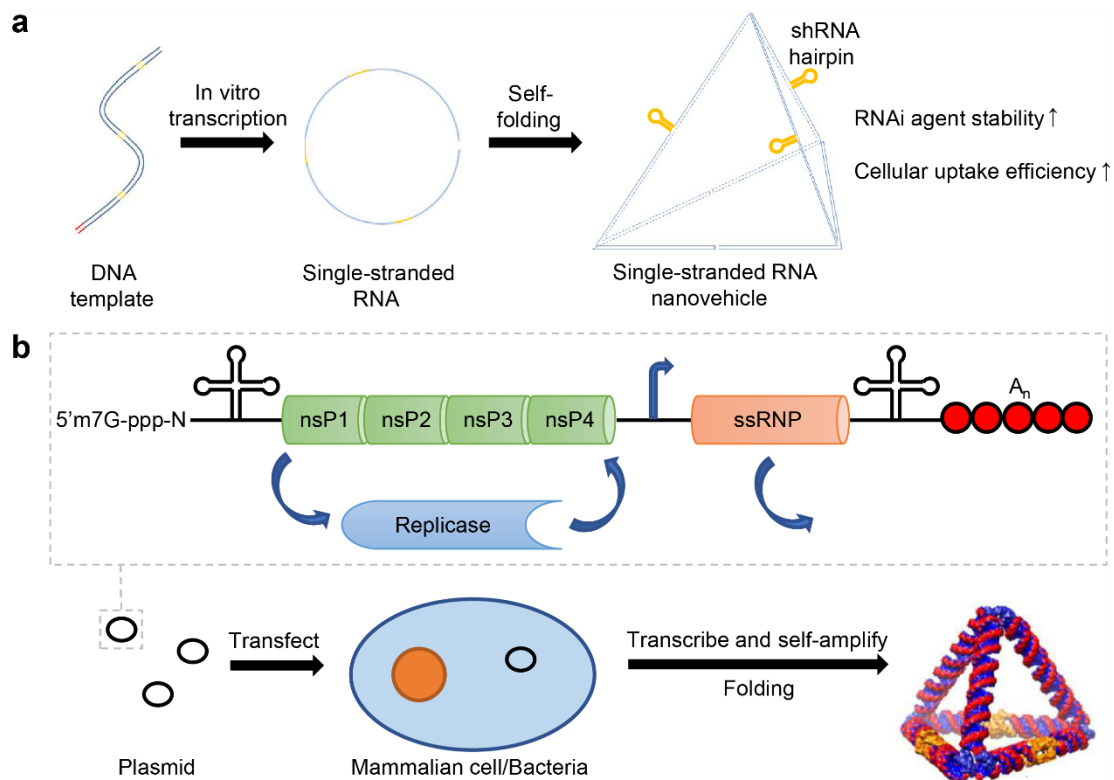 a
In vitro
transcription
Self-
folding
shRNA
hairpin
RNAi agent stability ↑
Cellular uptake efficiency ↑
DNA
template
Single-stranded
RNA
Single-stranded RNA
nanovehicle
b
5'm7G-ppp-N
nsP1
nsP2
nsP3
nsP4
ssRNP
An
Replicase
Transfect
Transcribe and self-amplify
Folding
Plasmid
Mammalian cell/Bacteria